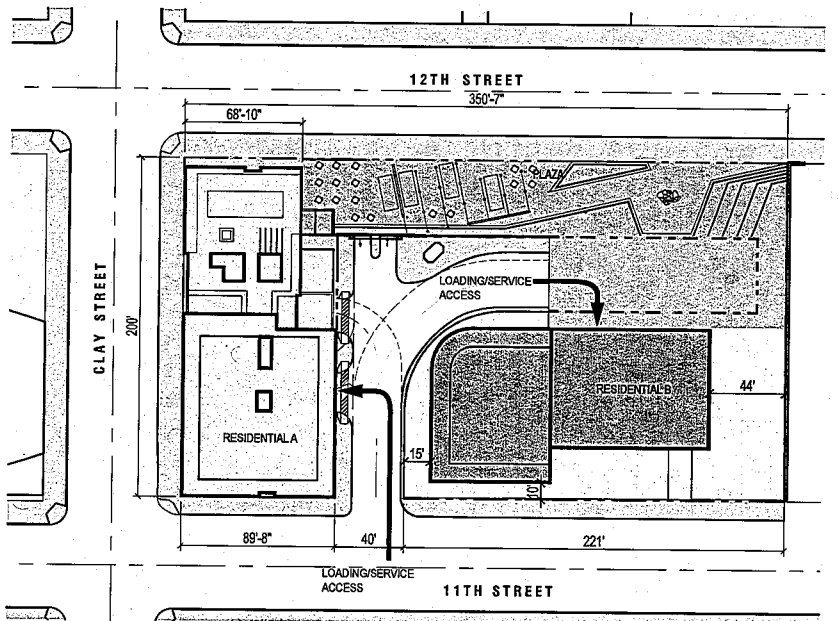 12TH STREET
350'-7"
68'-10"
PLAZA
CLAY STREET
200'
LOADING/SERVICE
ACCESS
RESIDENTIAL B
44'
RESIDENTIAL A
15'
10'
89'-8"
40'
221'
LOADING/SERVICE
ACCESS
11TH STREET